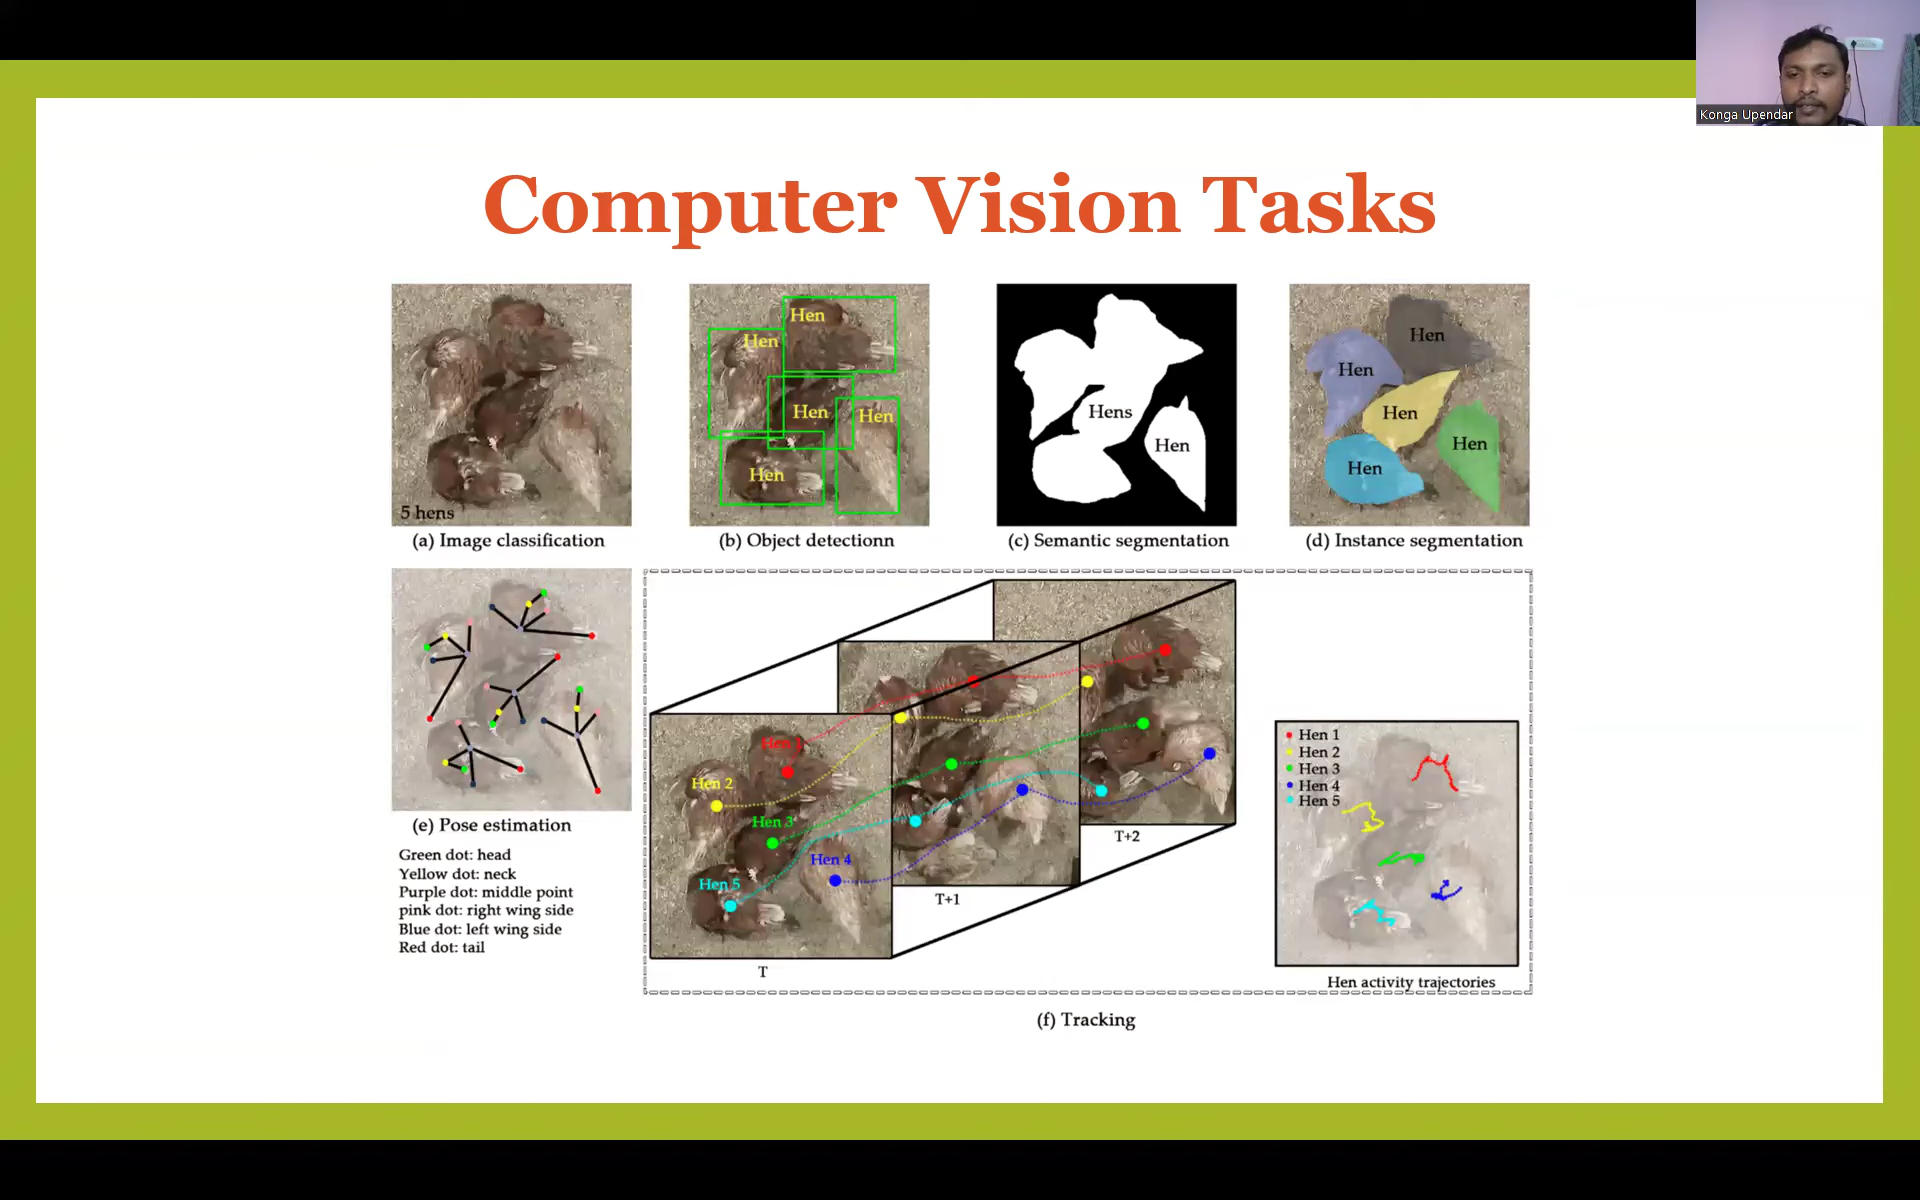 Konga Upendar
Computer Vision Tasks
5 hens
(a) Image classification
Hen
Hen
Hen
Hen
Hen
(b) Object detectionn
Hens
Hen
(c) Semantic segmentation
Hen
Hen
Hen
Hen
Hen
(d) Instance segmentation
(e) Pose estimation
Green dot: head
Yellow dot: neck
Purple dot: middle point
pink dot: right wing side
Blue dot: left wing side
Red dot: tail
Hen 1
Hen 2
Hen 3
Hen 4
Hen 5
T
T+1
T+2
Hen 1
Hen 2
Hen 3
Hen 4
Hen 5
Hen activity trajectories
(f) Tracking